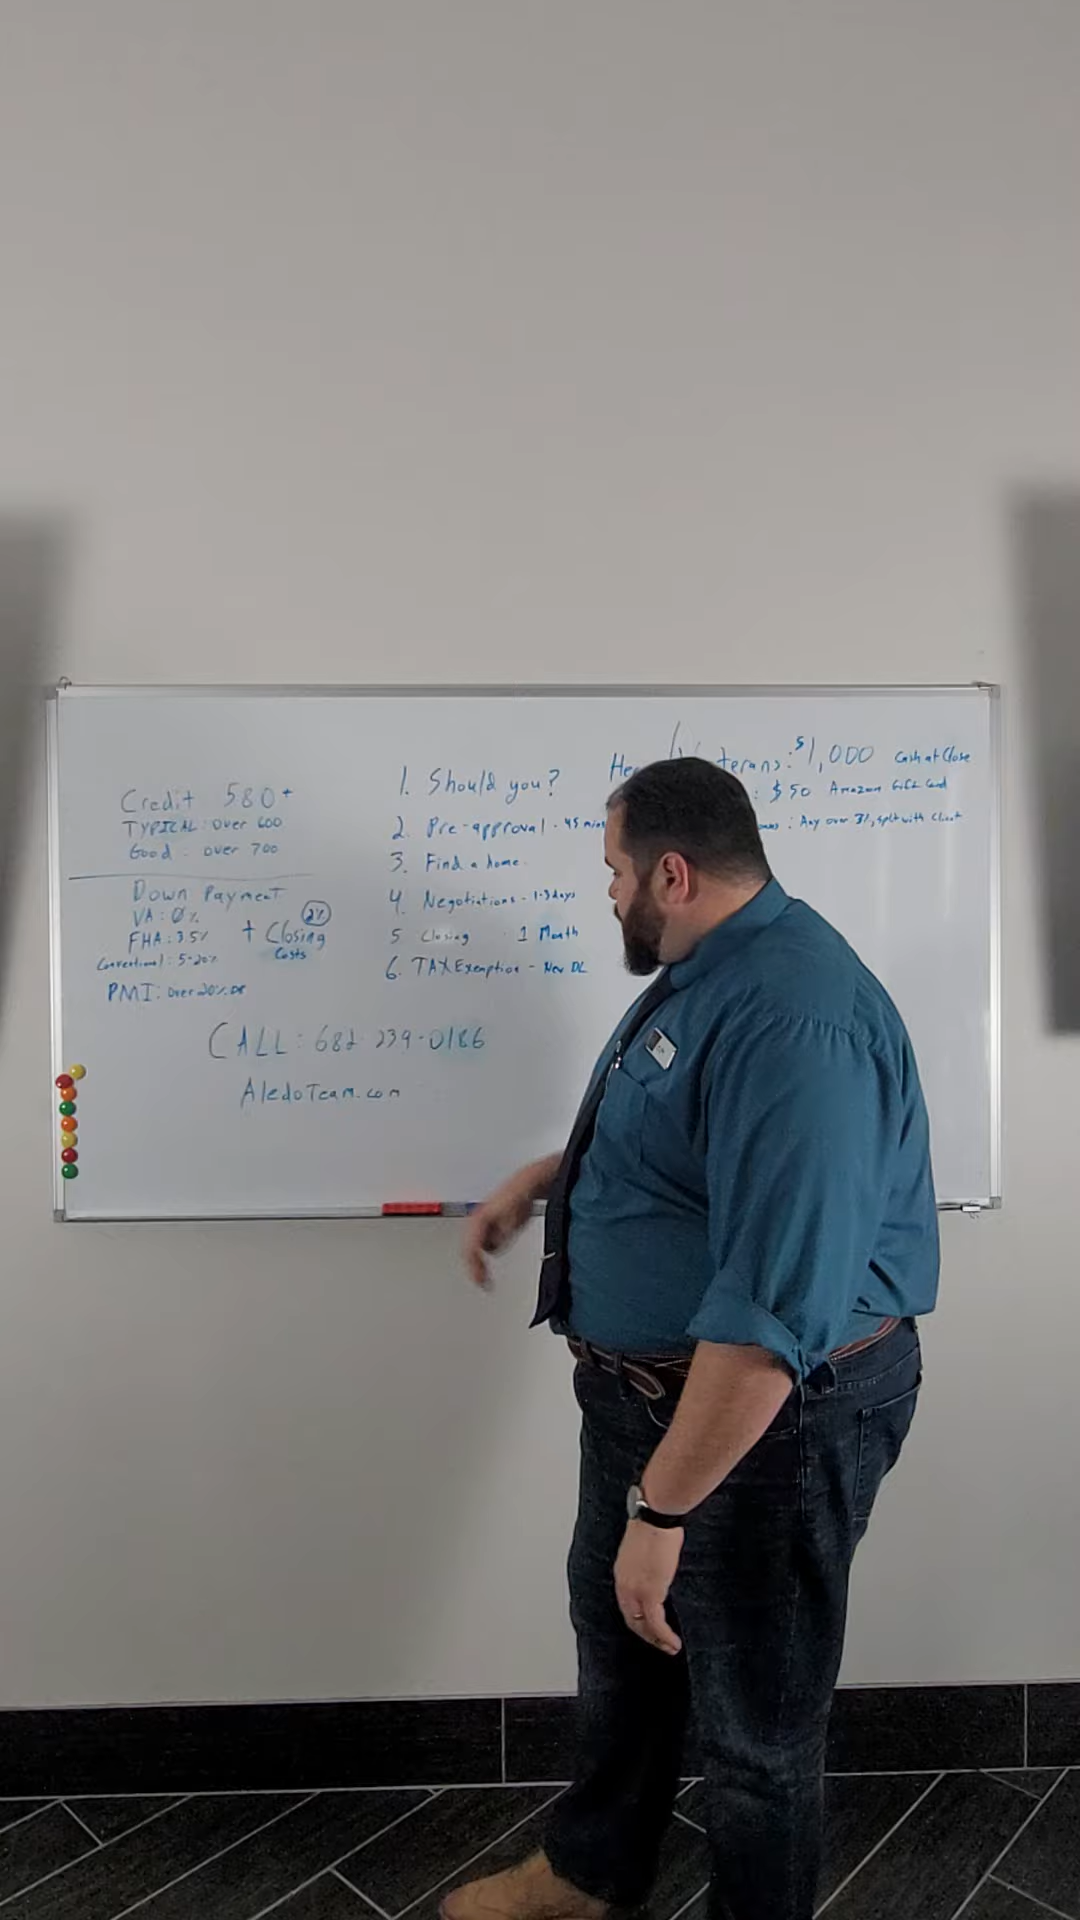 Credit 580+
TYPICAL: Over 600
Good: over 700
Down Payment
VA: 0%
FHA: 3.5%
Conventional: 5-20%
+ Closing Costs
2%
PMI: Over 20% DP
1. Should you?
2. Pre-approval - 45 mins
3. Find a home
4. Negotiations - 1-3 days
5 Closing - 1 Month
6. TAX Exemption - New DL
CALL: 682-239-0186
AledoTeam.com
$1,000 Cash at Close
: $50 Amazon Gift Card
: Any over 3%, split with Client